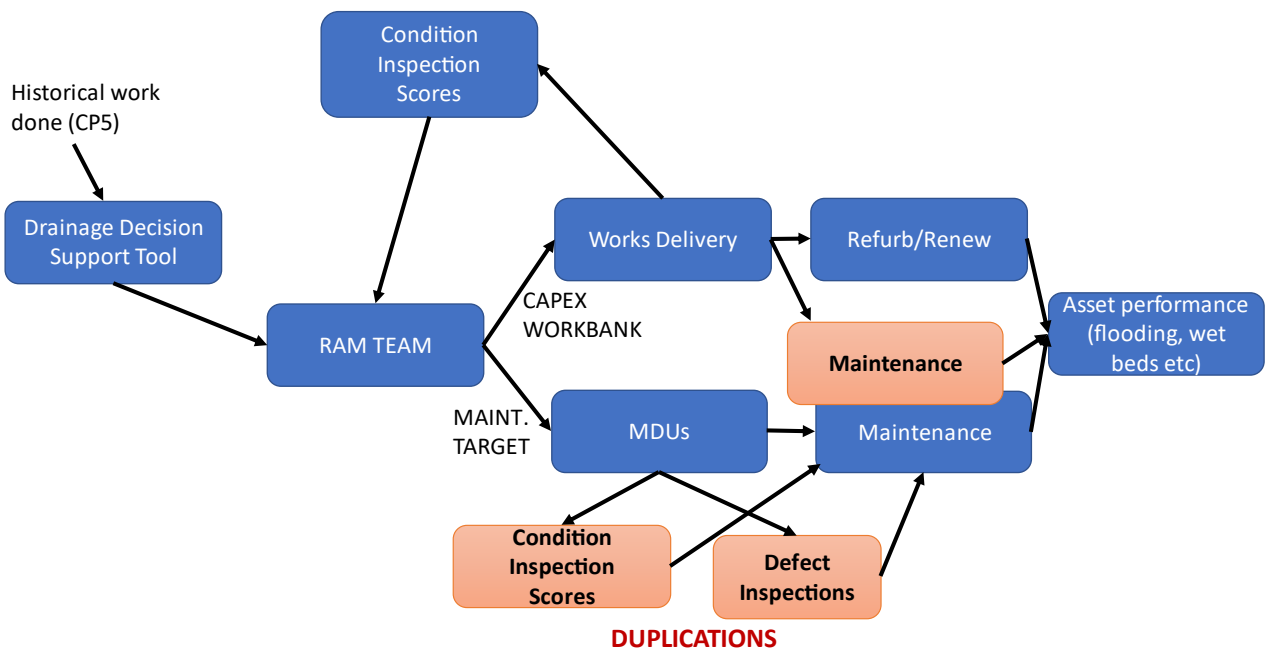 Condition
Inspection
Scores
Historical work
done (CP5)
Drainage Decision
Support Tool
Works Delivery
Refurb/Renew
CAPEX
WORKBANK
RAM TEAM
Asset performance
(flooding, wet
beds etc)
Maintenance
MAINT.
TARGET
MDUs
Maintenance
Condition
Inspection
Scores
Defect
Inspections
DUPLICATIONS